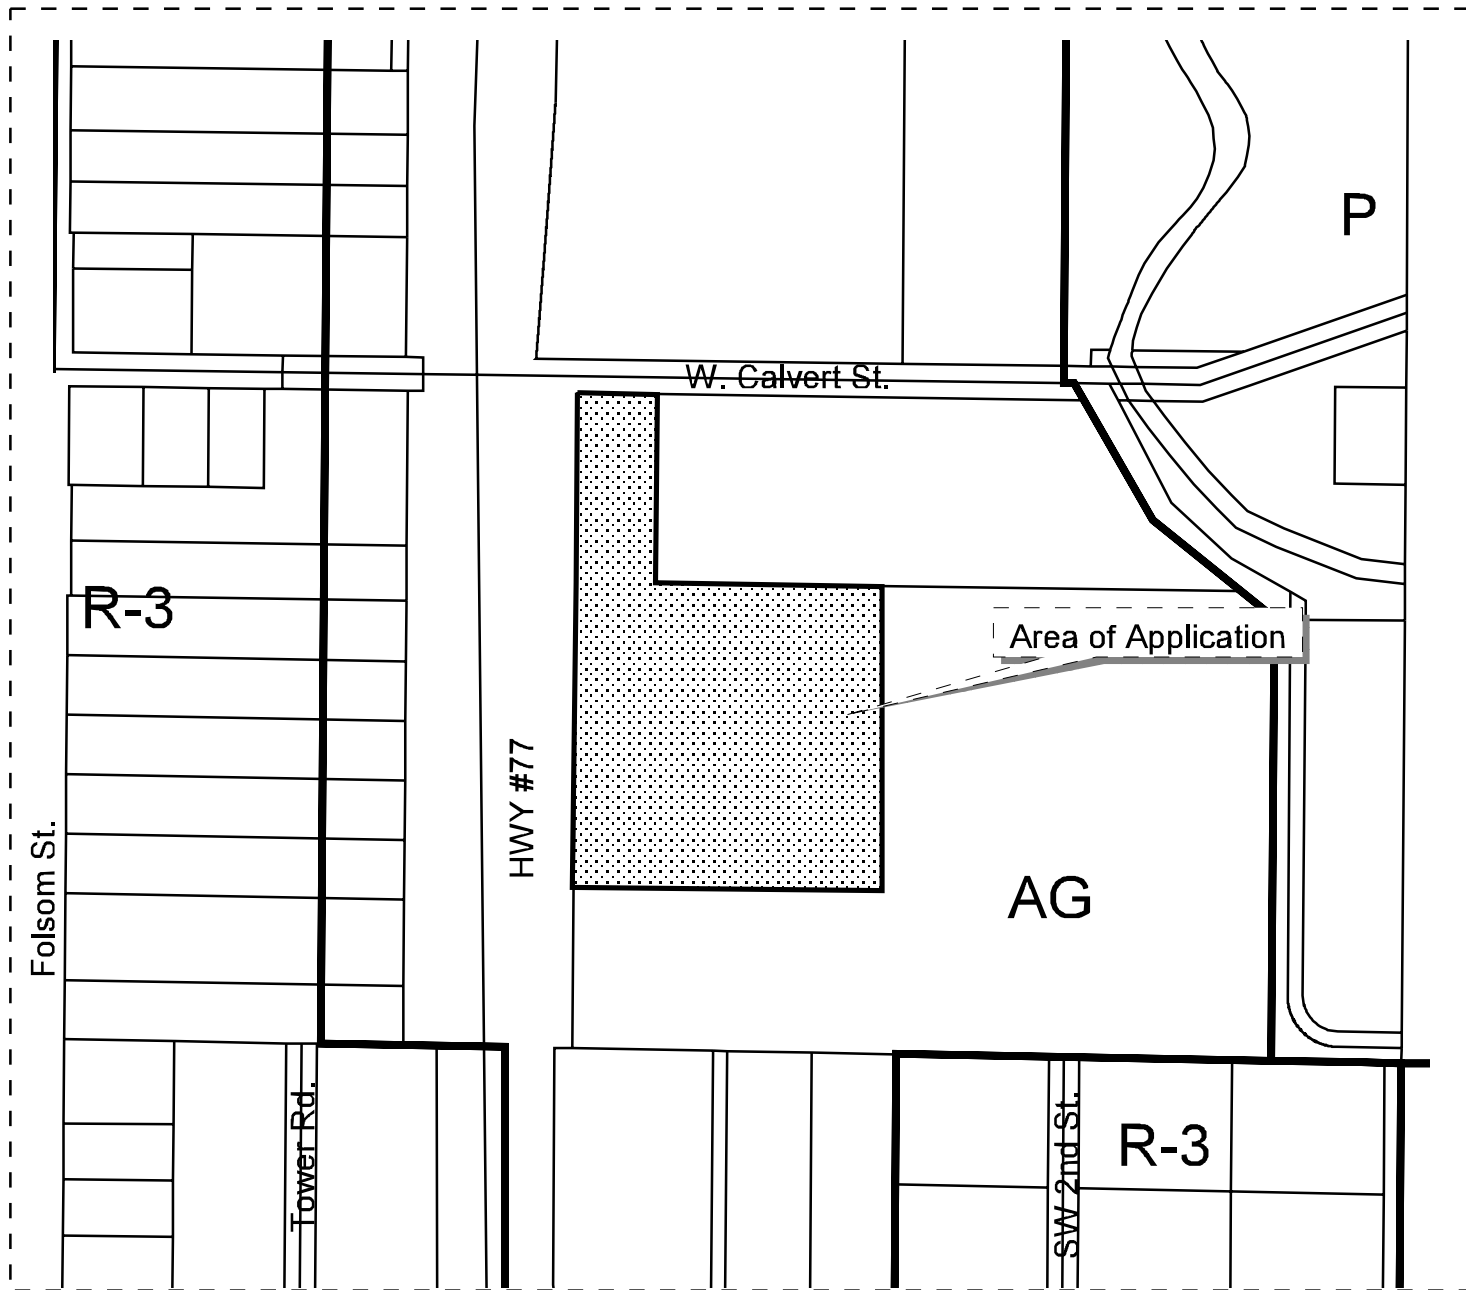 P
W. Calvert St.
R-3
Area of Application
HWY #77
Folsom St.
AG
Tower Rd.
SW 2nd St.
R-3